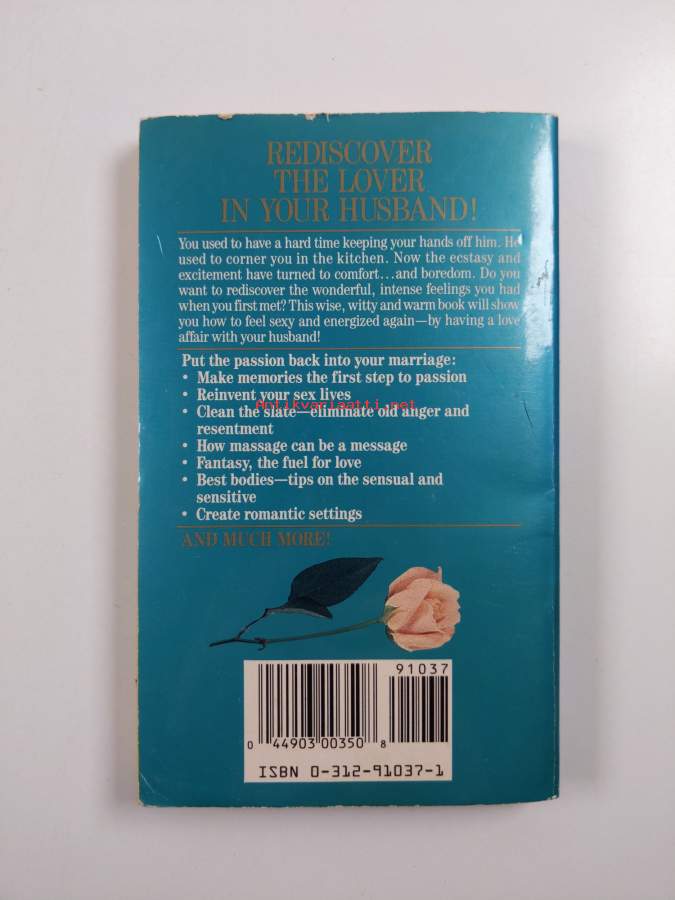 REDISCOVER
THE LOVER
IN YOUR HUSBAND!
You used to have a hard time keeping your hands off him. He
used to corner you in the kitchen. Now the ecstasy and
excitement have turned to comfort...and boredom. Do you
want to rediscover the wonderful, intense feelings you had
when you first met? This wise, witty and warm book will show
you how to feel sexy and energized again—by having a love
affair with your husband!
Put the passion back into your marriage:
• Make memories the first step to passion
• Reinvent your sex lives
Antikvariaatti.net
• Clean the slate—eliminate old anger and
resentment
• How massage can be a message
• Fantasy, the fuel for love
• Best bodies—tips on the sensual and
sensitive
• Create romantic settings
AND MUCH MORE!
91037
0 44903 00350 8
ISBN 0-312-91037-1